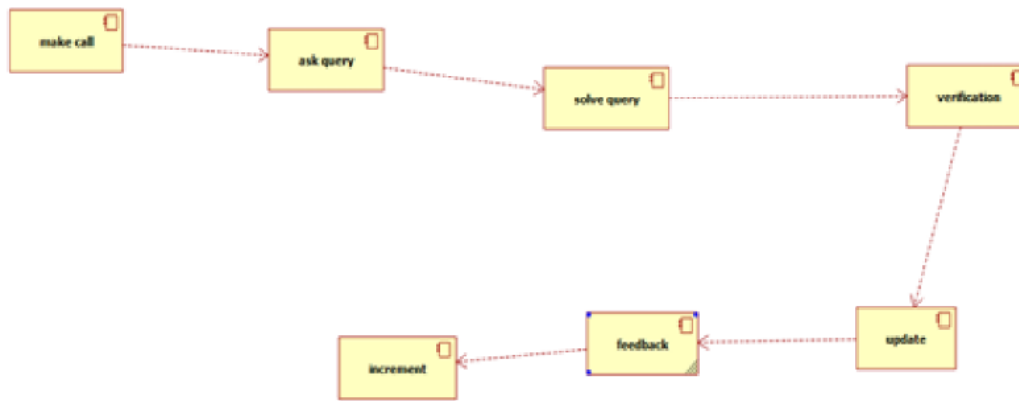 make call
ask query
solve query
verification
update
feedback
increment